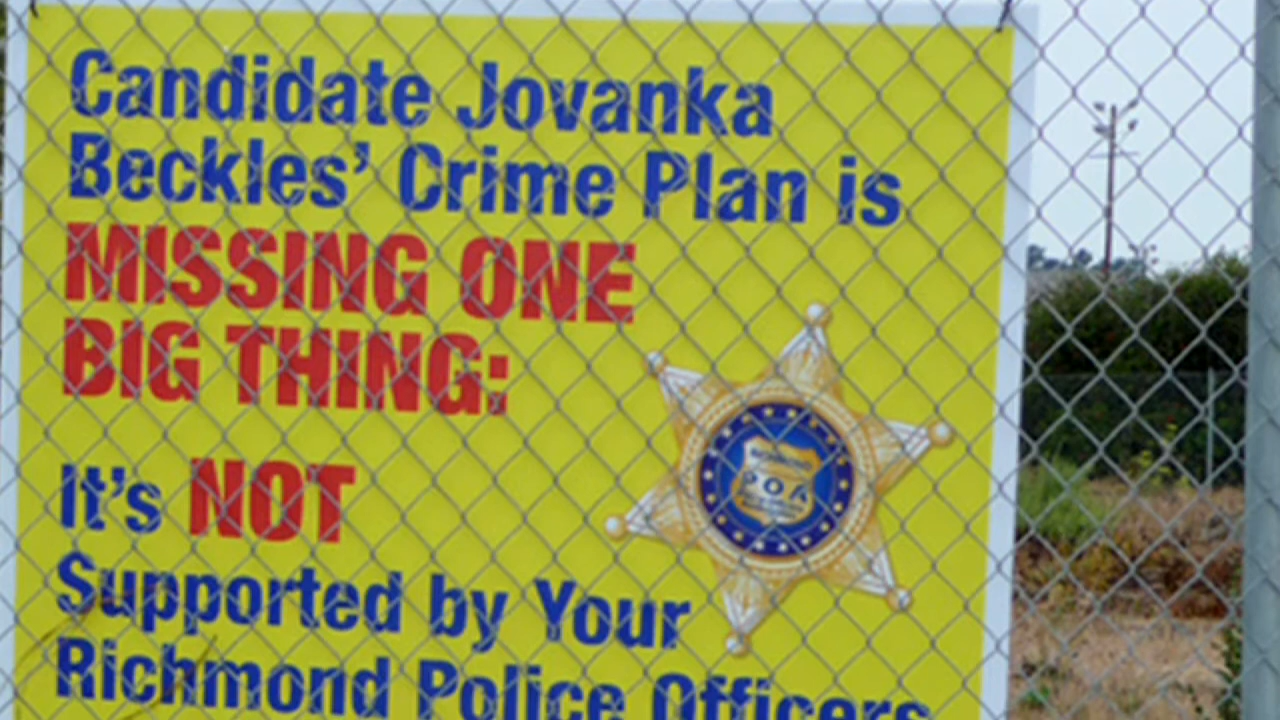 Candidate Jovanka
Beckles' Crime Plan is
MISSING ONE
BIG THING:
It's NOT
Supported by Your
Richmond Police Officers
P.O.A